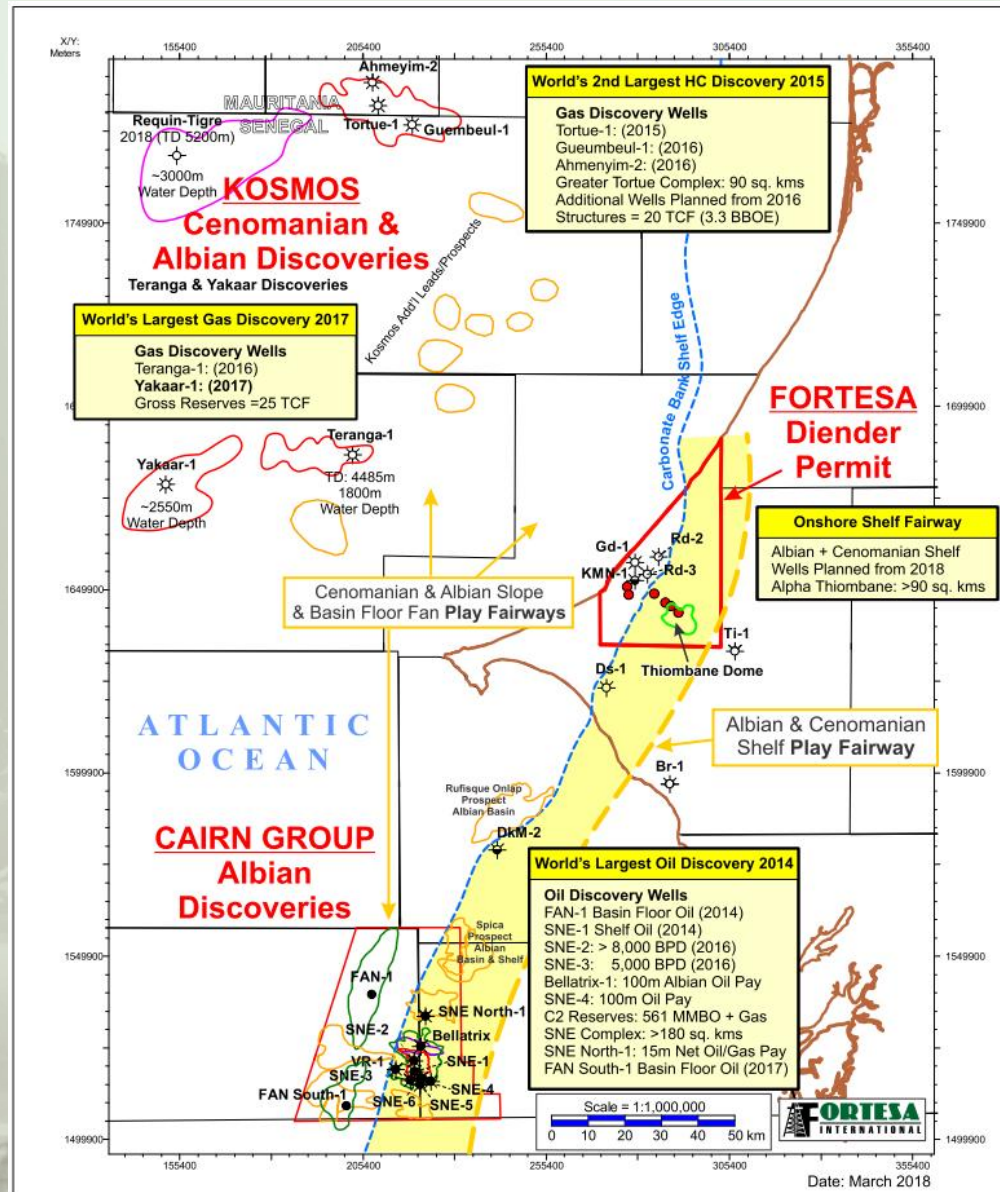 X/Y:
Meters
155400
205400
255400
305400
355400
Ahmeyim-2
MAURITANIA
SENEGAL
Requin-Tigre
2018 (TD 5200m)
Tortue-1
Guembeul-1
~3000m
Water Depth
World's 2nd Largest HC Discovery 2015
Gas Discovery Wells
Tortue-1: (2015)
Gueumbeul-1: (2016)
Ahmenyim-2: (2016)
Greater Tortue Complex: 90 sq. kms
Additional Wells Planned from 2016
Structures = 20 TCF (3.3 BBOE)
KOSMOS
Cenomanian &
Albian Discoveries
Teranga & Yakaar Discoveries
1749900
1749900
Kosmos Add'l Leads/Prospects
Carbonate Bank Shelf Edge
World's Largest Gas Discovery 2017
Gas Discovery Wells
Teranga-1: (2016)
Yakaar-1: (2017)
Gross Reserves =25 TCF
1699900
FORTESA
Diender
Permit
Teranga-1
TD: 4485m
1800m
Water Depth
Yakaar-1
~2550m
Water Depth
Onshore Shelf Fairway
Albian + Cenomanian Shelf
Wells Planned from 2018
Alpha Thiombane: >90 sq. kms
Gd-1
Rd-2
KMN-1
Rd-3
1649900
1649900
Cenomanian & Albian Slope
& Basin Floor Fan Play Fairways
Ti-1
Thiombane Dome
Ds-1
ATLANTIC
OCEAN
Albian & Cenomanian
Shelf Play Fairway
Br-1
1599900
1599900
Rufisque Onlap
Prospect
Albian Basin
DkM-2
CAIRN GROUP
Albian
Discoveries
World's Largest Oil Discovery 2014
Oil Discovery Wells
FAN-1 Basin Floor Oil (2014)
SNE-1 Shelf Oil (2014)
SNE-2: > 8,000 BPD (2016)
SNE-3: 5,000 BPD (2016)
Bellatrix-1: 100m Albian Oil Pay
SNE-4: 100m Oil Pay
C2 Reserves: 561 MMBO + Gas
SNE Complex: >180 sq. kms
SNE North-1: 15m Net Oil/Gas Pay
FAN South-1 Basin Floor Oil (2017)
Spica
Prospect
Albian
Basin & Shelf
1549900
1549900
FAN-1
SNE North-1
SNE-2
Bellatrix
VR-1
SNE-1
SNE-3
SNE-4
FAN South-1
SNE-6
SNE-5
Scale = 1:1,000,000
0 10 20 30 40 50 km
FORTESA
INTERNATIONAL
1499900
1499900
155400
205400
255400
305400
355400
Date: March 2018